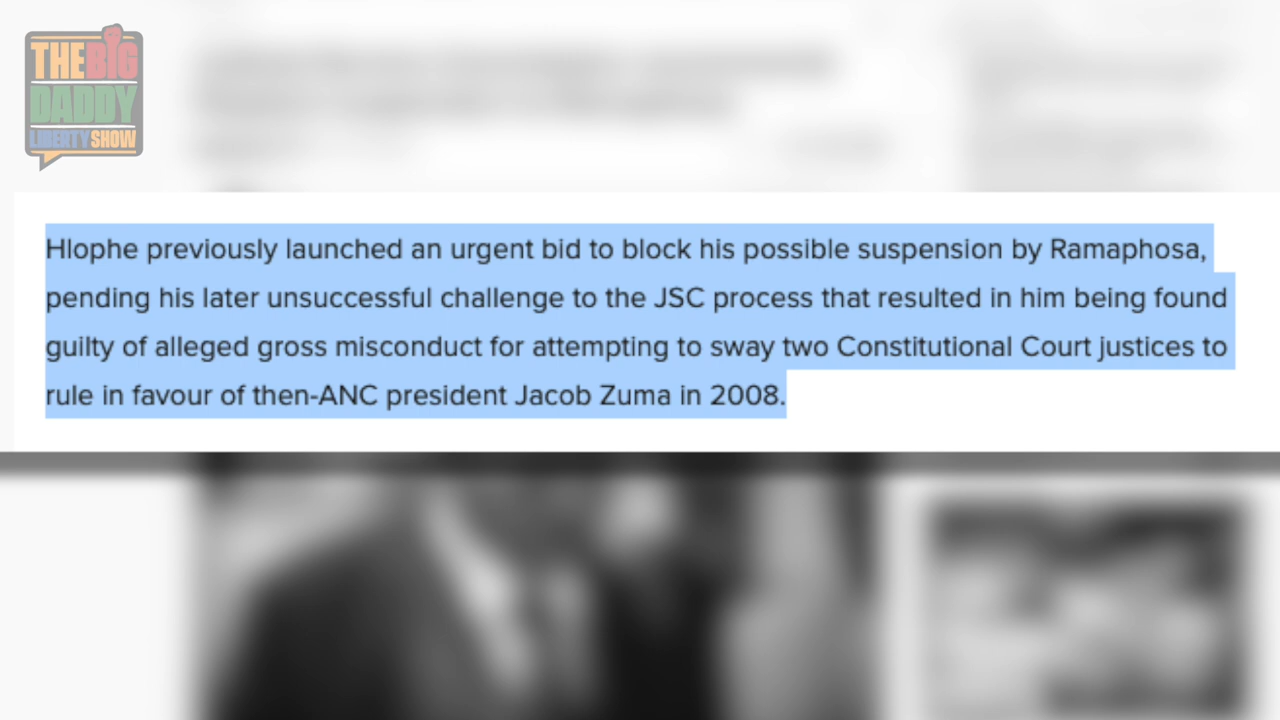 THE BIG
DADDY
LIBERTY SHOW
Hlophe previously launched an urgent bid to block his possible suspension by Ramaphosa,
pending his later unsuccessful challenge to the JSC process that resulted in him being found
guilty of alleged gross misconduct for attempting to sway two Constitutional Court justices to
rule in favour of then-ANC president Jacob Zuma in 2008.